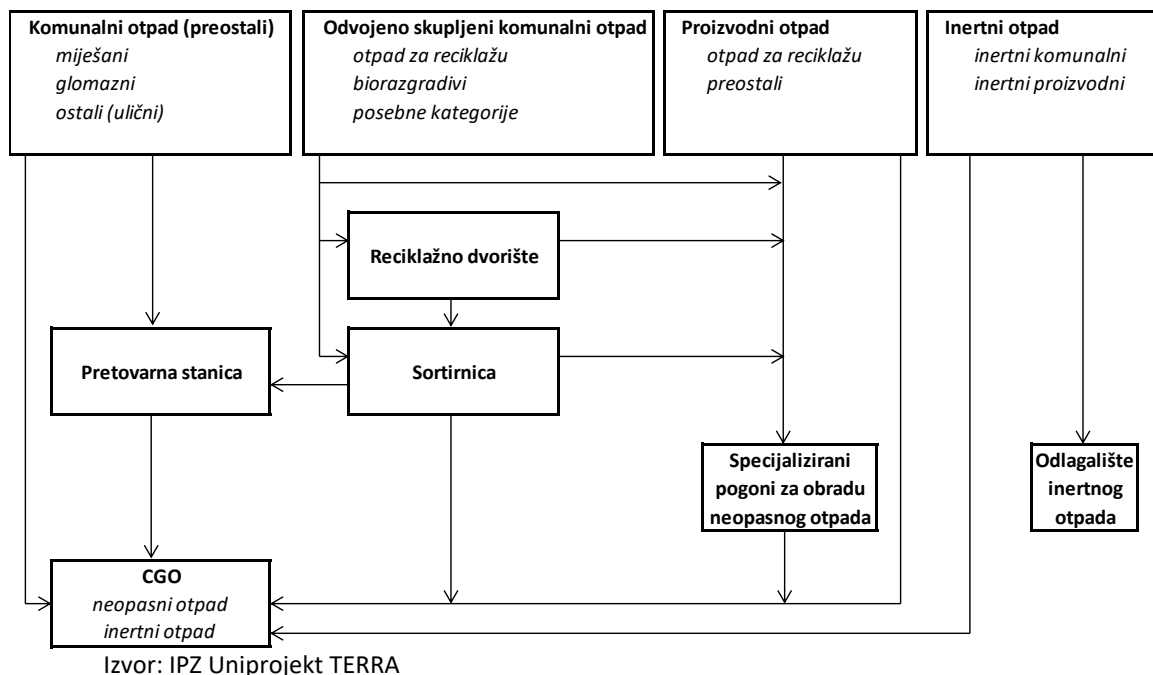 Komunalni otpad (preostali)
miješani
glomazni
ostali (ulični)
Odvojeno skupljeni komunalni otpad
otpad za reciklažu
biorazgradivi
posebne kategorije
Proizvodni otpad
otpad za reciklažu
preostali
Inertni otpad
inertni komunalni
inertni proizvodni
Reciklažno dvorište
Pretovarna stanica
Sortirnica
Specijalizirani
pogoni za obradu
neopasnog otpada
Odlagalište
inertnog
otpada
CGO
neopasni otpad
inertni otpad
Izvor: IPZ Uniprojekt TERRA